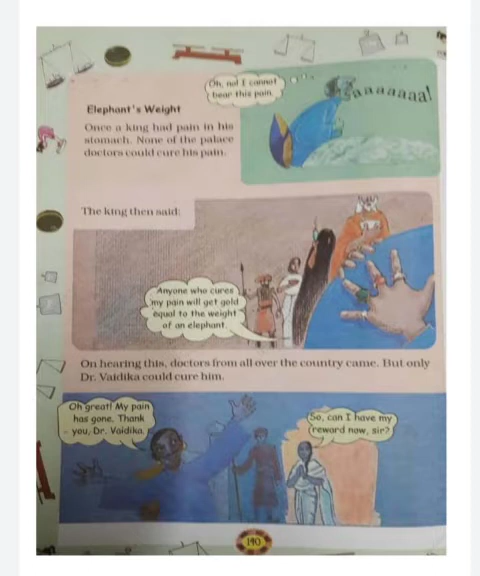 Oh, no! I cannot
bear this pain.
Aaaaaaaa!
Elephant's Weight
Once a king had pain in his
stomach. None of the palace
doctors could cure his pain.
The king then said:
Anyone who cures
my pain will get gold
equal to the weight
of an elephant.
On hearing this, doctors from all over the country came. But only
Dr. Vaidika could cure him.
Oh great! My pain
has gone. Thank
you, Dr. Vaidika.
So, can I have my
reward now, sir?
190